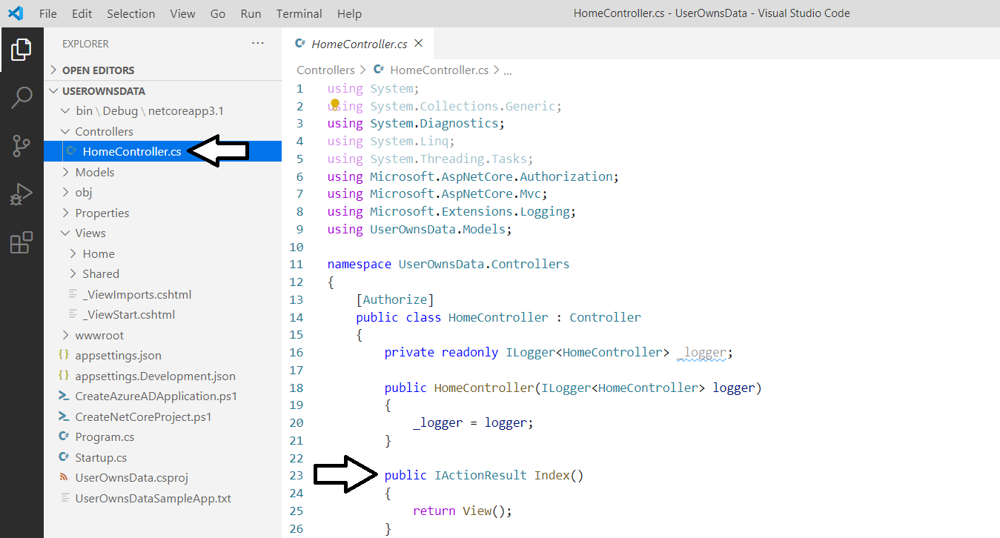 File Edit Selection View Go Run Terminal Help HomeController.cs - UserOwnsData - Visual Studio Code
EXPLORER ...
OPEN EDITORS
USEROWNSDATA
bin \ Debug \ netcoreapp3.1
Controllers
HomeController.cs
Models
obj
Properties
Views
Home
Shared
_ViewImports.cshtml
_ViewStart.cshtml
wwwroot
{} appsettings.json
{} appsettings.Development.json
CreateAzureADApplication.ps1
CreateNetCoreProject.ps1
C# Program.cs
C# Startup.cs
UserOwnsData.csproj
UserOwnsDataSampleApp.txt
C# HomeController.cs ×
Controllers > C# HomeController.cs > ...
1 using System;
2 using System.Collections.Generic;
3 using System.Diagnostics;
4 using System.Linq;
5 using System.Threading.Tasks;
6 using Microsoft.AspNetCore.Authorization;
7 using Microsoft.AspNetCore.Mvc;
8 using Microsoft.Extensions.Logging;
9 using UserOwnsData.Models;
10
11 namespace UserOwnsData.Controllers
12 {
13 [Authorize]
14 public class HomeController : Controller
15 {
16 private readonly ILogger<HomeController> _logger;
17
18 public HomeController(ILogger<HomeController> logger)
19 {
20 _logger = logger;
21 }
22
23 public IActionResult Index()
24 {
25 return View();
26 }